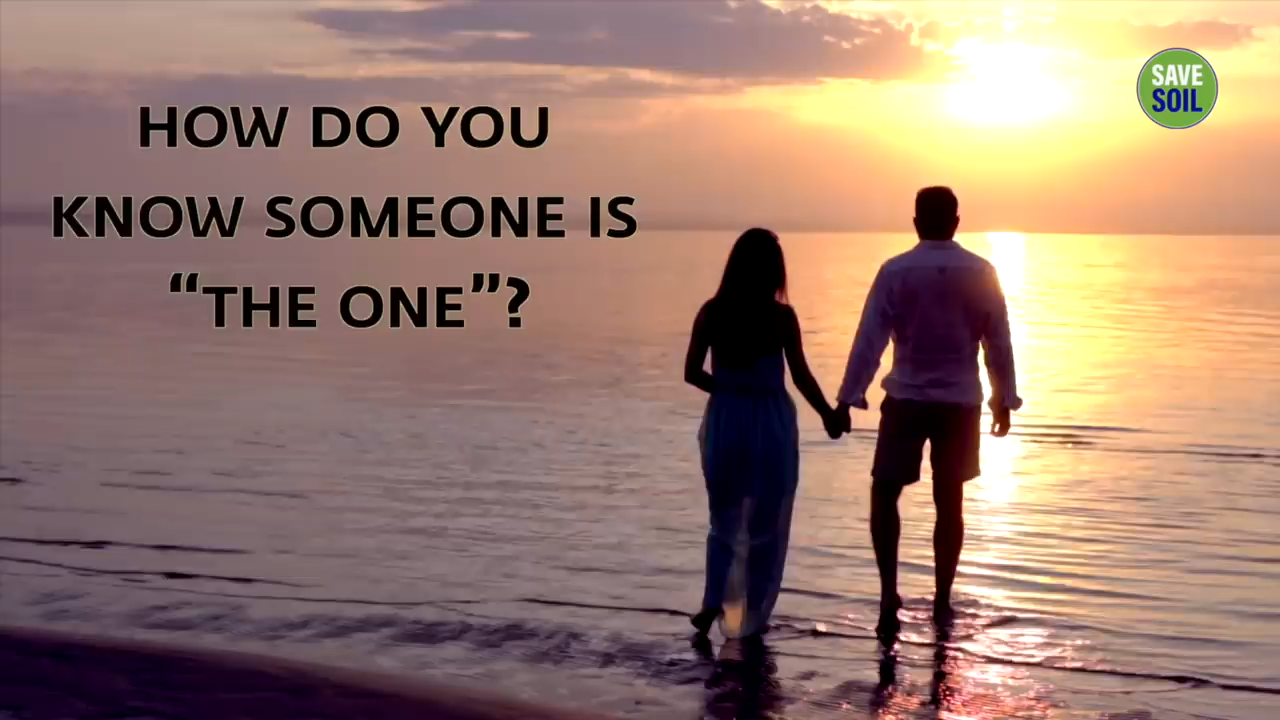 HOW DO YOU
KNOW SOMEONE IS
“THE ONE”?
SAVE
SOIL